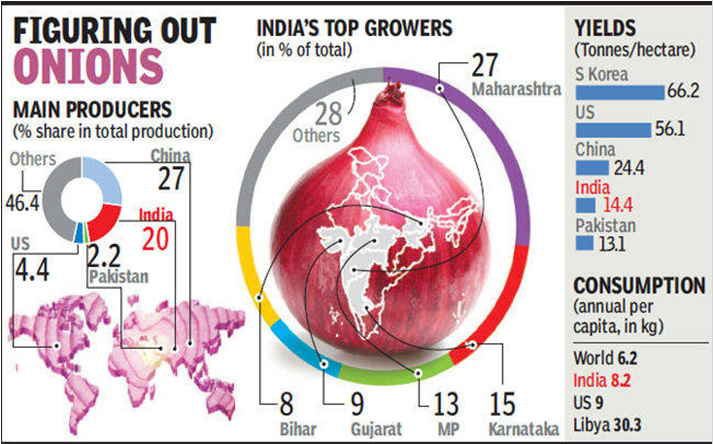 FIGURING OUT
ONIONS
MAIN PRODUCERS
(% share in total production)
Others
46.4
China
27
India
20
US
4.4
2.2
Pakistan
INDIA'S TOP GROWERS
(in % of total)
27
Maharashtra
28
Others
8
Bihar
9
Gujarat
13
MP
15
Karnataka
YIELDS
(Tonnes/hectare)
S Korea
66.2
US
56.1
China
24.4
India
14.4
Pakistan
13.1
CONSUMPTION
(annual per
capita, in kg)
World 6.2
India 8.2
US 9
Libya 30.3